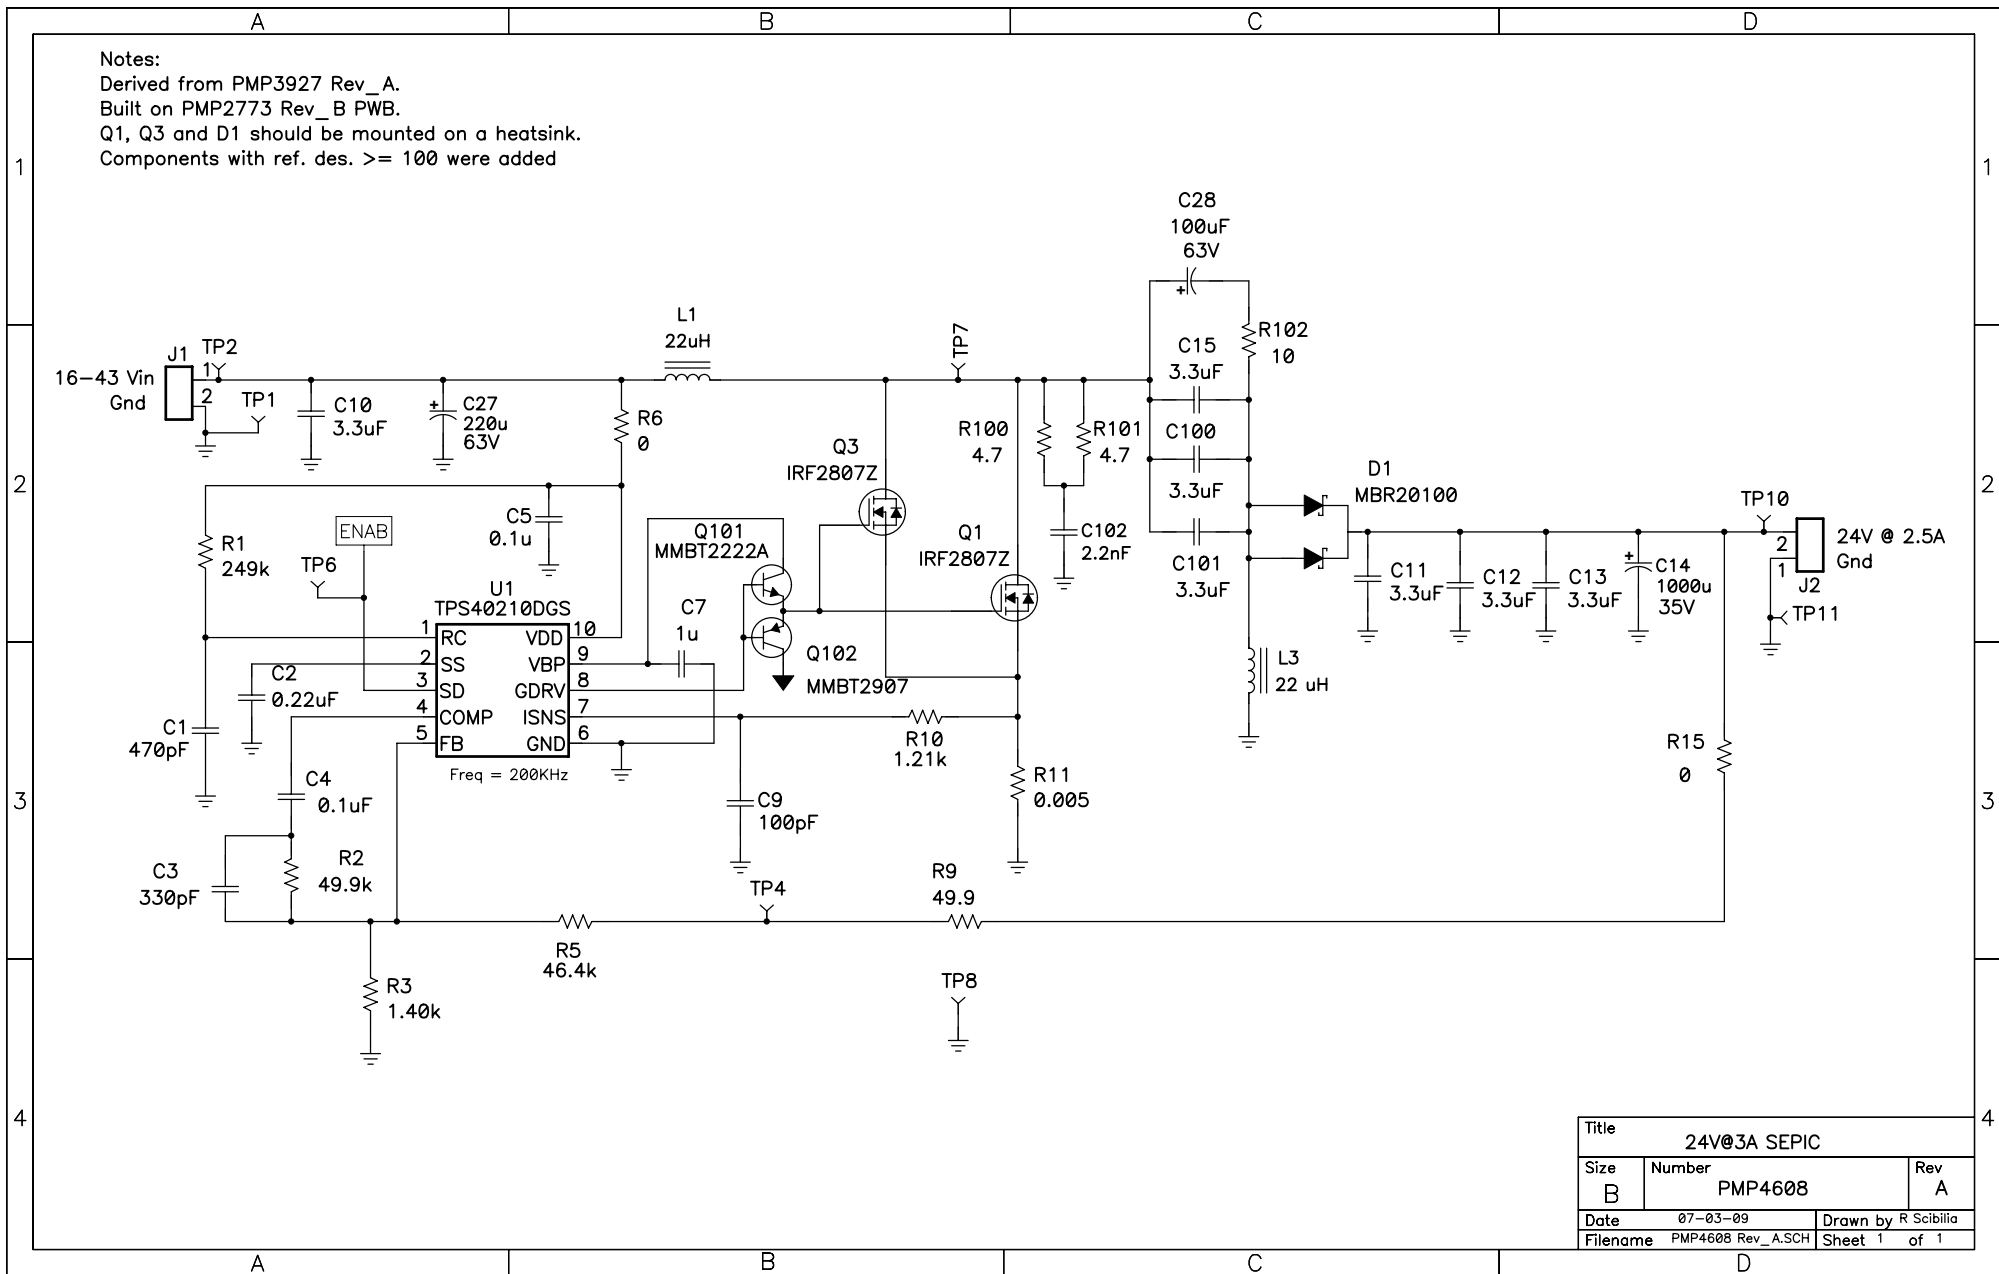 A B C D
Notes:
Derived from PMP3927 Rev_A.
Built on PMP2773 Rev_B PWB.
Q1, Q3 and D1 should be mounted on a heatsink.
Components with ref. des. >= 100 were added
1 1
C28
100uF
63V
+
R102
10
L1
22uH
TP7
C15
3.3uF
J1
TP2
1
16-43 Vin
2
Gnd
TP1
C10
3.3uF
+
C27
220u
63V
R6
0
R100
4.7
R101
4.7
C100
3.3uF
Q3
IRF2807Z
D1
MBR20100
2 2
TP10
ENAB
C5
0.1u
Q101
MMBT2222A
Q1
IRF2807Z
C102
2.2nF
C101
3.3uF
2
24V @ 2.5A
Gnd
1
J2
R1
249k
TP6
U1
TPS40210DGS
C7
1u
C11
3.3uF
C12
3.3uF
C13
3.3uF
+
C14
1000u
35V
TP11
1 RC VDD 10
2 SS VBP 9
3 SD GDRV 8
4 COMP ISNS 7
5 FB GND 6
Freq = 200KHz
Q102
MMBT2907
L3
22 uH
C2
0.22uF
C1
470pF
R10
1.21k
R15
0
C4
0.1uF
C9
100pF
R11
0.005
3 3
C3
330pF
R2
49.9k
TP4
R9
49.9
R5
46.4k
R3
1.40k
TP8
4 4
Title
24V@3A SEPIC
Size
B
Number
PMP4608
Rev
A
Date 07-03-09
Drawn by R Scibilia
Filename PMP4608 Rev_A.SCH
Sheet 1 of 1
A B C D